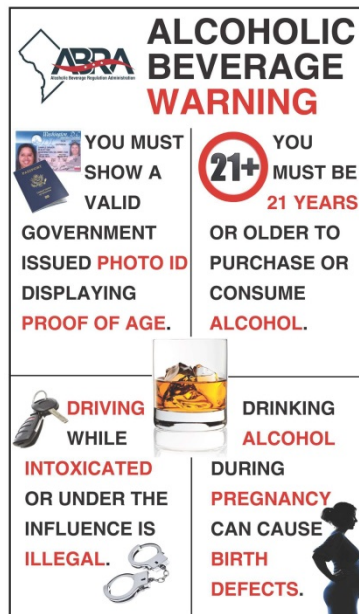 ABRA
Alcoholic Beverage Regulation Administration
ALCOHOLIC
BEVERAGE
WARNING
YOU MUST
SHOW A
VALID
GOVERNMENT
ISSUED PHOTO ID
DISPLAYING
PROOF OF AGE.
21+
YOU
MUST BE
21 YEARS
OR OLDER TO
PURCHASE OR
CONSUME
ALCOHOL.
DRIVING
WHILE
INTOXICATED
OR UNDER THE
INFLUENCE IS
ILLEGAL.
DRINKING
ALCOHOL
DURING
PREGNANCY
CAN CAUSE
BIRTH
DEFECTS.